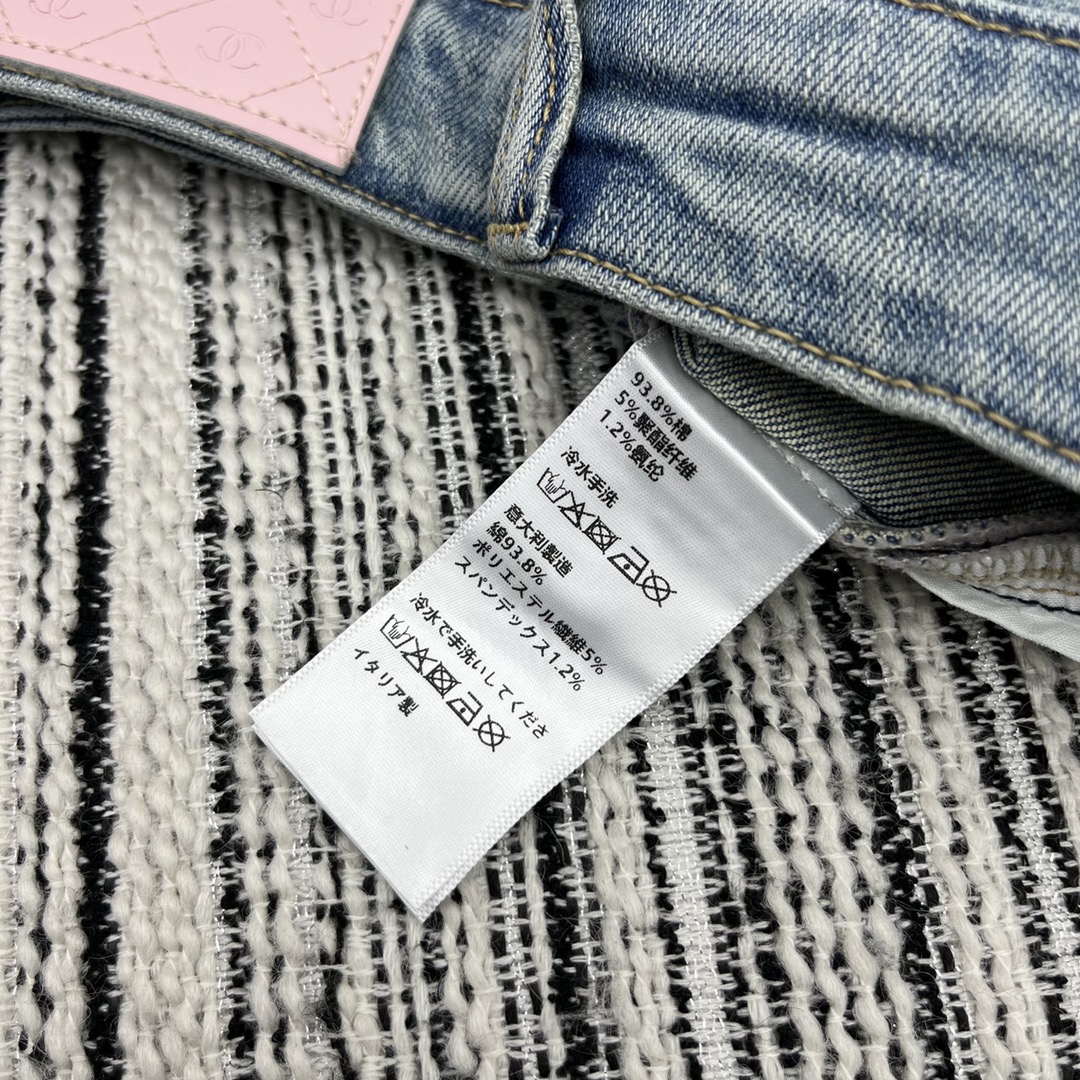 93.8%棉
5%聚酯纤维
1.2%氨纶
冷水手洗
意大利製造
綿93.8%
ポリエステル繊維5%
スパンデックス1.2%
冷水で手洗いしてくださ
イタリア製